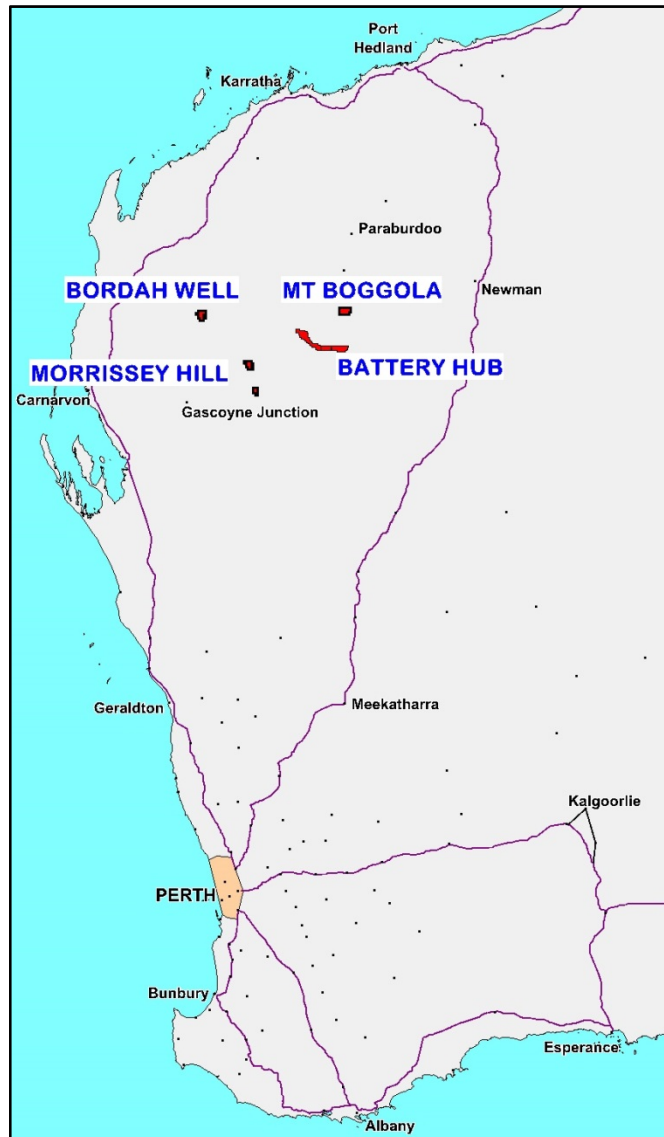 Port
Hedland
Karratha
Paraburdoo
BORDAH WELL
MT BOGGOLA
Newman
MORRISSEY HILL
BATTERY HUB
Carnarvon
Gascoyne Junction
Geraldton
Meekatharra
Kalgoorlie
PERTH
Bunbury
Esperance
Albany